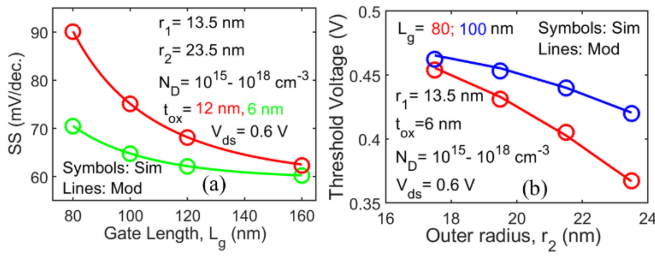 90
80
70
60
SS (mV/dec.)
r1 = 13.5 nm
r2 = 23.5 nm
ND = 10^15- 10^18 cm^-3
tox = 12 nm, 6 nm
Vds = 0.6 V
Symbols: Sim
Lines: Mod
(a)
80 100 120 140 160
Gate Length, Lg (nm)
0.5
0.45
0.4
0.35
Threshold Voltage (V)
Lg = 80; 100 nm
Symbols: Sim
Lines: Mod
r1 = 13.5 nm
tox=6 nm
ND = 10^15- 10^18 cm^-3
Vds = 0.6 V
(b)
16 18 20 22 24
Outer radius, r2 (nm)